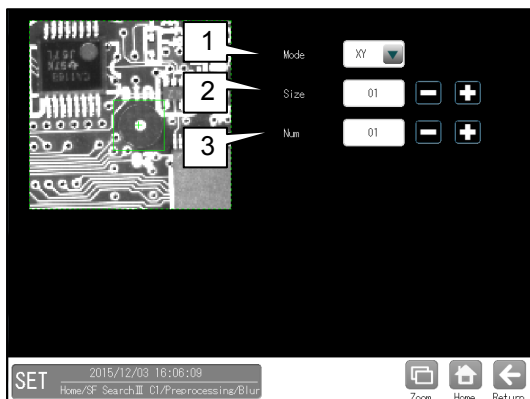 1
Mode
XY
2
Size
01
3
Num
01
SET
2015/12/03 16:06:09
Home/SF SearchⅢ C1/Preprocessing/Blur
Zoom
Home
Return